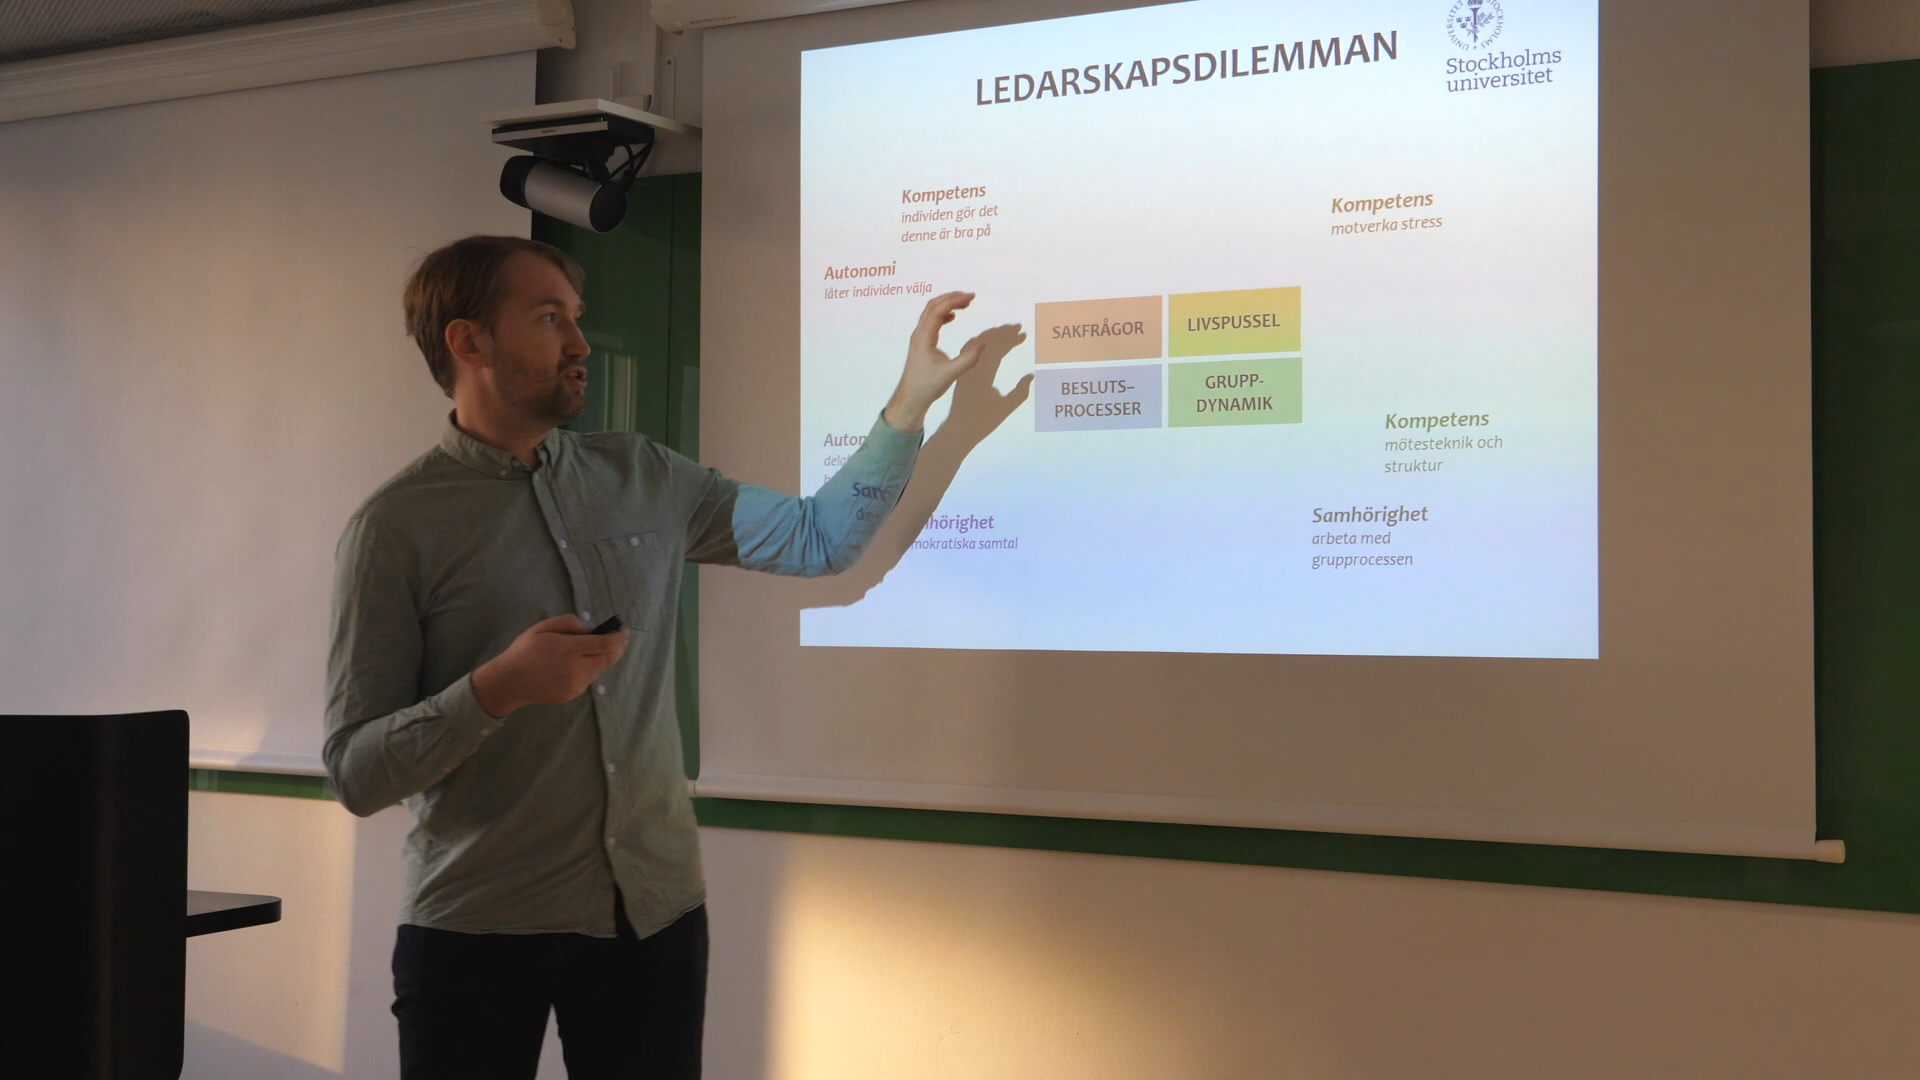 LEDARSKAPSDILEMMAN
Stockholms
universitet
Kompetens
individen gör det
denne är bra på
Autonomi
låter individen välja
Kompetens
motverka stress
SAKFRÅGOR
LIVSPUSSEL
BESLUTS–
PROCESSER
GRUPP-
DYNAMIK
Kompetens
mötesteknik och
struktur
Samhörighet
arbeta med
grupprocessen
samtal